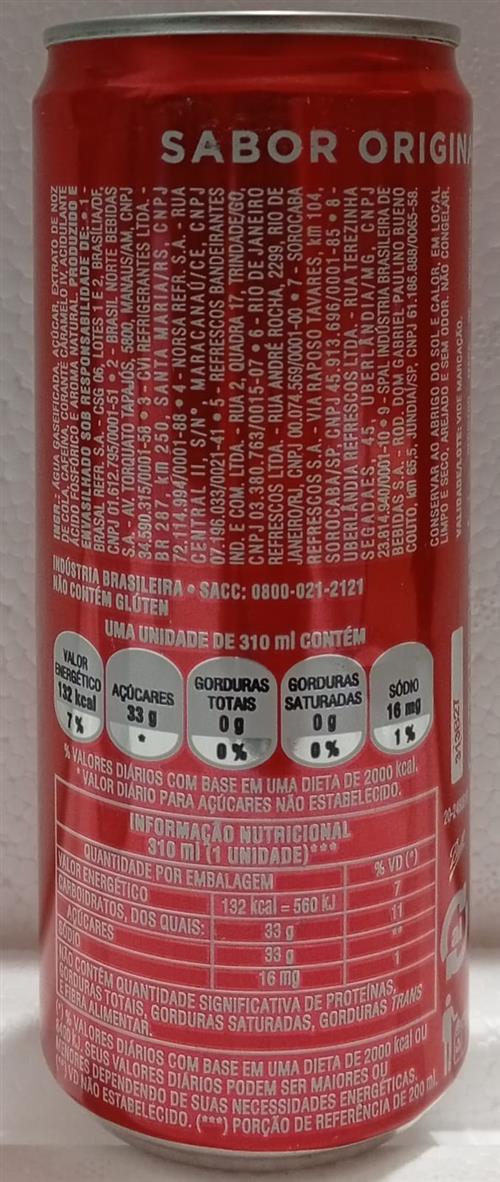 SABOR ORIGINA
INGR.: ÁGUA GASEIFICADA, AÇÚCAR, EXTRATO DE NOZ
DE COLA, CAFEÍNA, CORANTE CARAMELO IV, ACIDULANTE
ÁCIDO FOSFÓRICO E AROMA NATURAL. PRODUZIDO E
ENVASILHADO SOB RESPONSABILIDADE DE: • 1 -
BRASAL REFR. S.A. - CSG 06, LOTES 1 E 2, BRASÍLIA/DF,
CNPJ 01.612.795/0001-51 • 2 - BRASIL NORTE BEBIDAS
S.A. - AV. TORQUATO TAPAJÓS, 5800, MANAUS/AM, CNPJ
34.590.315/0001-58 • 3 - CVI REFRIGERANTES LTDA. -
BR 287, km 250, SANTA MARIA/RS, CNPJ
72.114.994/0001-88 • 4 - NORSA REFR. S.A. - RUA
CENTRAL II, S/Nº, MARACANAÚ/CE, CNPJ
07.196.033/0021-41 • 5 - REFRESCOS BANDEIRANTES
IND. E COM. LTDA. - RUA 2, QUADRA 17, TRINDADE/GO,
CNPJ 03.380.763/0015-07 • 6 - RIO DE JANEIRO
REFRESCOS LTDA. - RUA ANDRÉ ROCHA, 2299, RIO DE
JANEIRO/RJ, CNPJ 00.074.569/0001-00 • 7 - SOROCABA
REFRESCOS S.A. - VIA RAPOSO TAVARES, km 104,
SOROCABA/SP, CNPJ 45.913.696/0001-85 • 8 -
UBERLÂNDIA REFRESCOS LTDA. - RUA TEREZINHA
SEGADAES, 45, UBERLÂNDIA/MG, CNPJ
23.814.940/0001-10 • 9 - SPAL INDÚSTRIA BRASILEIRA DE
BEBIDAS S.A. - ROD. DOM GABRIEL PAULINO BUENO
COUTO, km 65,5, JUNDIAÍ/SP, CNPJ 61.186.888/0065-58.
CONSERVAR AO ABRIGO DO SOL E CALOR, EM LOCAL
LIMPO E SECO, AREJADO E SEM ODOR. NÃO CONGELAR.
VALIDADE/LOTE: VIDE MARCAÇÃO.
INDÚSTRIA BRASILEIRA • SACC: 0800-021-2121
NÃO CONTÉM GLÚTEN
UMA UNIDADE DE 310 ml CONTÉM
VALOR ENERGÉTICO 132 kcal 7%
AÇÚCARES 33 g *
GORDURAS TOTAIS 0 g 0%
GORDURAS SATURADAS 0 g 0%
SÓDIO 16 mg 1%
% VALORES DIÁRIOS COM BASE EM UMA DIETA DE 2000 kcal.
* VALOR DIÁRIO PARA AÇÚCARES NÃO ESTABELECIDO.
INFORMAÇÃO NUTRICIONAL
310 ml (1 UNIDADE)***
QUANTIDADE POR EMBALAGEM % VD (*)
VALOR ENERGÉTICO 132 kcal = 560 kJ 7
CARBOIDRATOS, DOS QUAIS: 33 g 11
AÇÚCARES 33 g **
SÓDIO 16 mg 1
NÃO CONTÉM QUANTIDADE SIGNIFICATIVA DE PROTEÍNAS,
GORDURAS TOTAIS, GORDURAS SATURADAS, GORDURAS TRANS
E FIBRA ALIMENTAR.
(*) % VALORES DIÁRIOS COM BASE EM UMA DIETA DE 2000 kcal OU
8400 KJ. SEUS VALORES DIÁRIOS PODEM SER MAIORES OU
MENORES DEPENDENDO DE SUAS NECESSIDADES ENERGÉTICAS.
(**) VD NÃO ESTABELECIDO. (***) PORÇÃO DE REFERÊNCIA DE 200 ml.